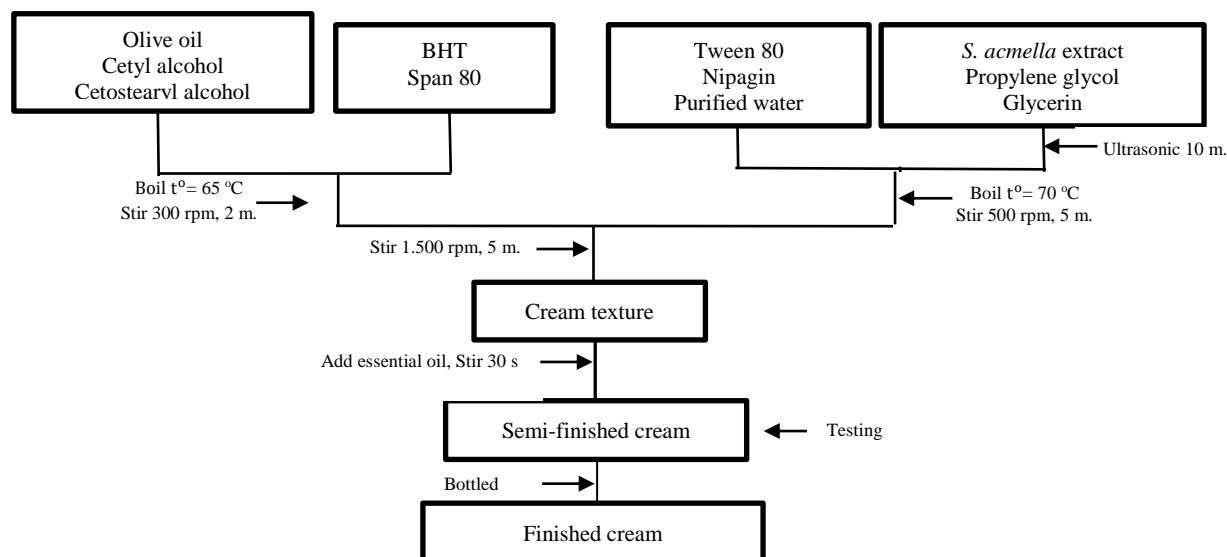 Olive oil
Cetyl alcohol
Cetostearyl alcohol
BHT
Span 80
Tween 80
Nipagin
Purified water
S. acmella extract
Propylene glycol
Glycerin
Ultrasonic 10 m.
Boil tº= 65 ºC
Stir 300 rpm, 2 m.
Boil tº= 70 ºC
Stir 500 rpm, 5 m.
Stir 1.500 rpm, 5 m.
Cream texture
Add essential oil, Stir 30 s
Semi-finished cream
Testing
Bottled
Finished cream